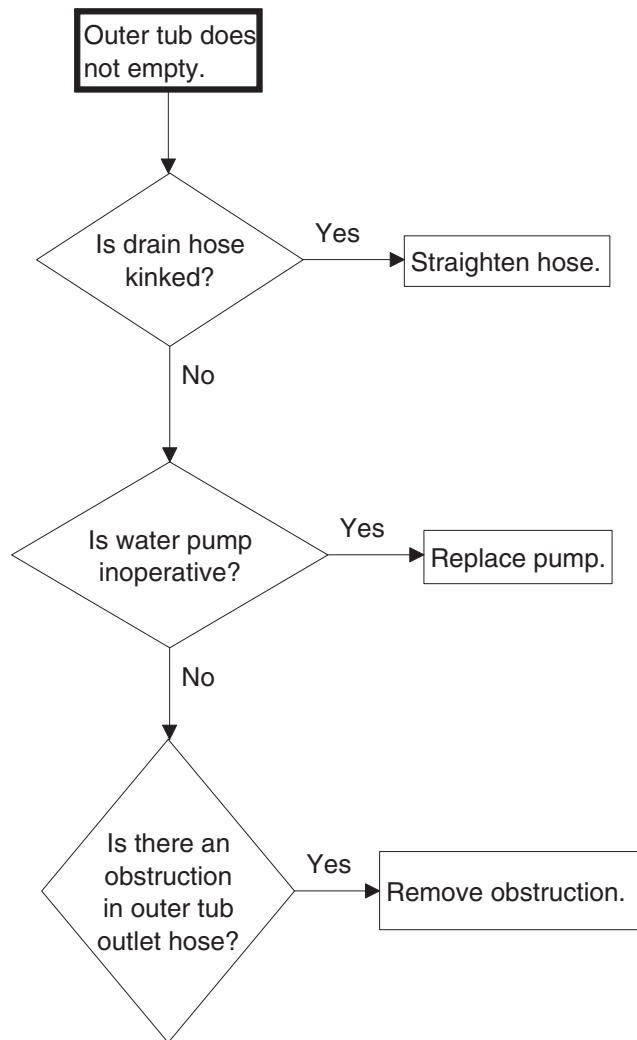 Outer tub does
not empty.
Is drain hose
kinked?
Yes
Straighten hose.
No
Is water pump
inoperative?
Yes
Replace pump.
No
Is there an
obstruction
in outer tub
outlet hose?
Yes
Remove obstruction.